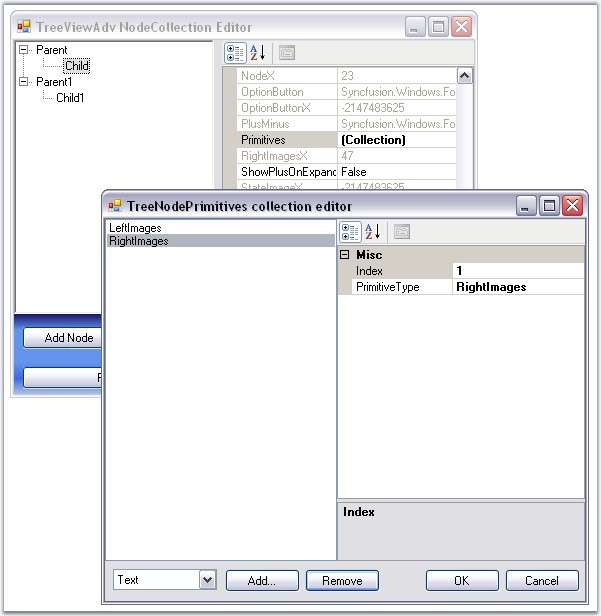 TreeViewAdv NodeCollection Editor
Parent
Child
Parent1
Child1
NodeX 23
OptionButton Syncfusion.Windows.Fo
OptionButtonX -2147483625
PlusMinus Syncfusion.Windows.Fo
Primitives (Collection)
RightImagesX 47
ShowPlusOnExpand False
StateImageX -2147483625
Add Node
TreeNodePrimitives collection editor
LeftImages
RightImages
Misc
Index 1
PrimitiveType RightImages
Index
Text
Add...
Remove
OK
Cancel